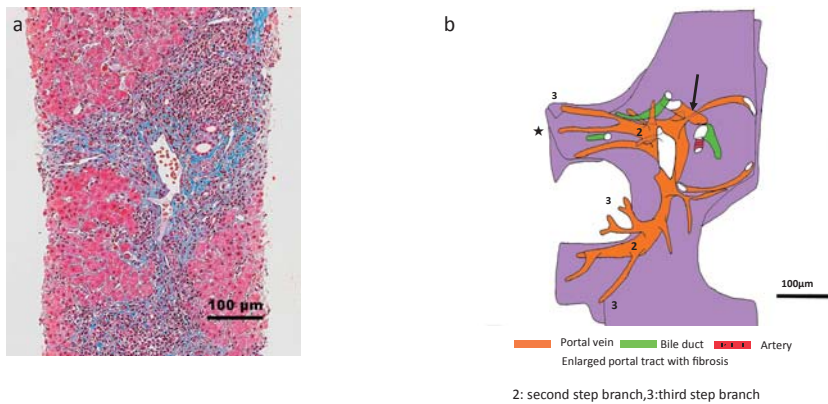 a
b
3
★
2
3
2
3
100 μm
100μm
Portal vein Bile duct Artery
Enlarged portal tract with fibrosis
2: second step branch,3:third step branch